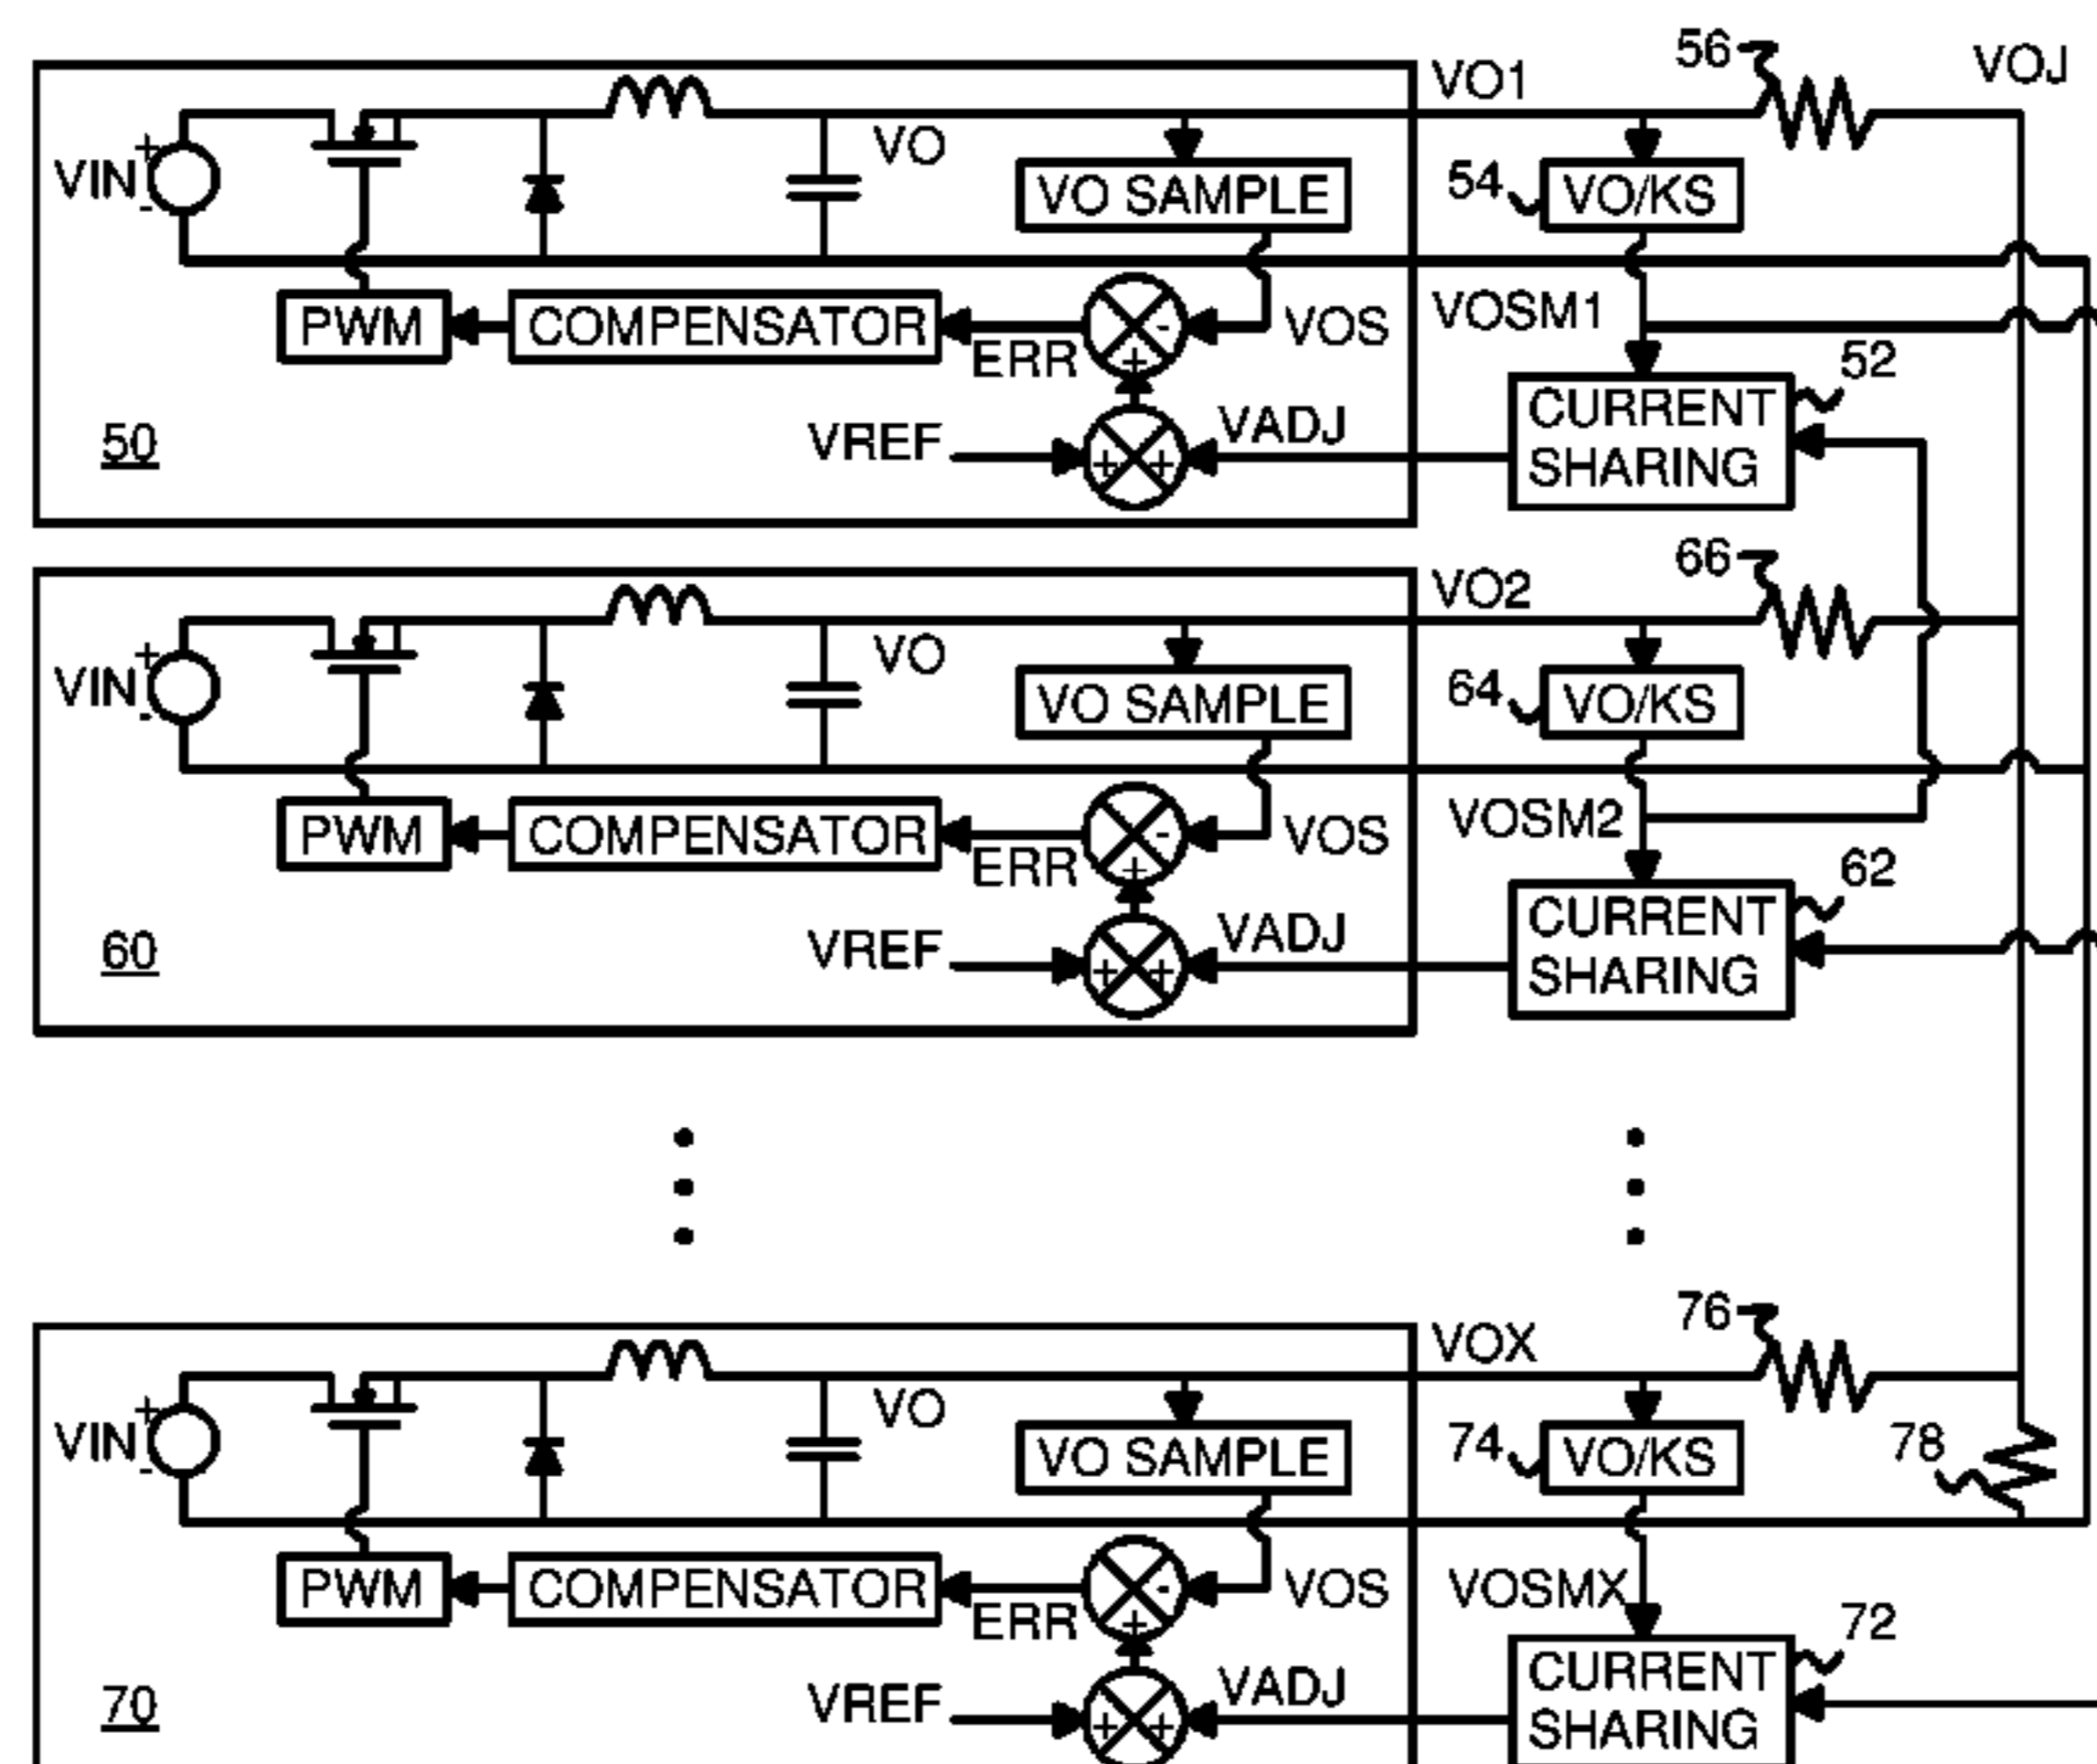 56
VOJ
VO1
+
VIN
-
VO
VO SAMPLE
54
VO/KS
PWM
COMPENSATOR
ERR
-
+
VOS
VOSM1
52
CURRENT
SHARING
50
VREF
+
+
VADJ
66
VO2
+
VIN
-
VO
VO SAMPLE
64
VO/KS
PWM
COMPENSATOR
ERR
-
+
VOS
VOSM2
62
CURRENT
SHARING
60
VREF
+
+
VADJ
76
VOX
+
VIN
-
VO
VO SAMPLE
74
VO/KS
78
PWM
COMPENSATOR
ERR
-
+
VOS
VOSMX
72
CURRENT
SHARING
70
VREF
+
+
VADJ